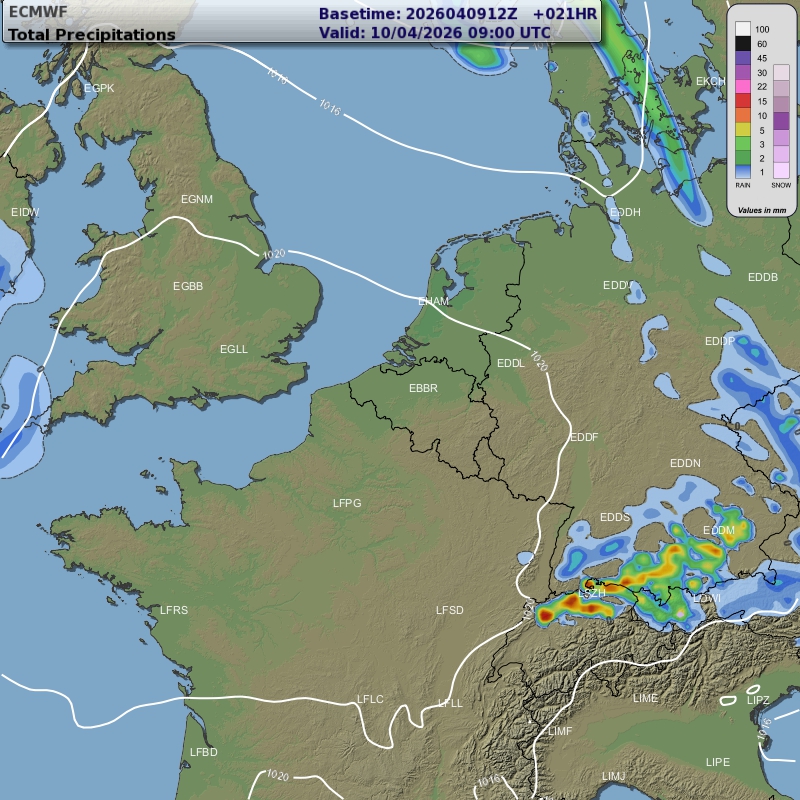 ECMWF
Basetime: 2026040912Z +021HR
Total Precipitations
Valid: 10/04/2026 09:00 UTC
100
60
45
30
22
15
10
5
3
2
1
RAIN SNOW
Values in mm
1016
1016
EGPK
EKCH
EIDW
EGNM
EDDH
1020
EGBB
EHAM
EDDV
EDDB
EGLL
EDDP
EDDL
1020
EBBR
EDDF
EDDN
LFPG
EDDS
EDDM
LSZH
LOWI
LFRS
LFSD
LFLC
LFLL
LIME
LIPZ
1016
LIMF
LFBD
LIPE
1020
1016
LIMJ